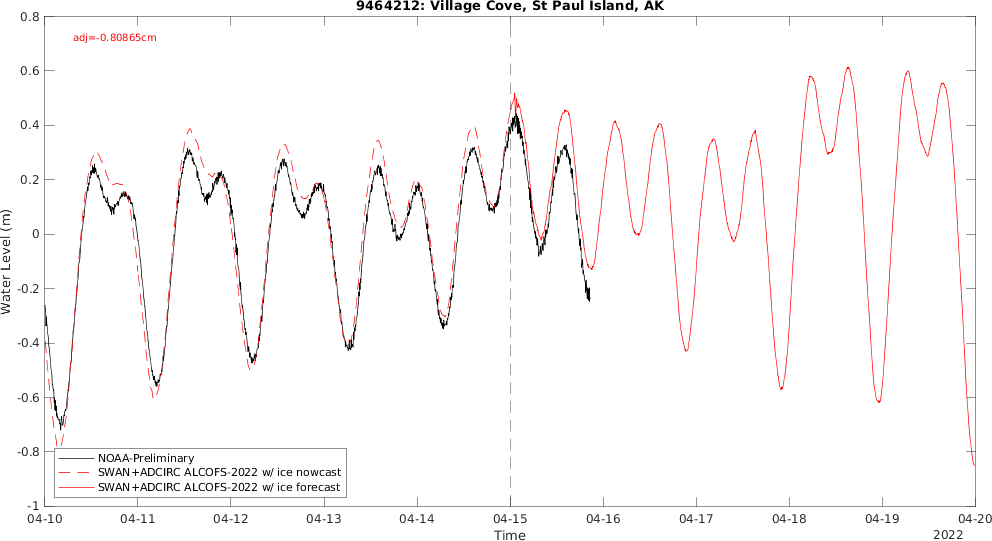 9464212: Village Cove, St Paul Island, AK
adj=-0.80865cm
0.8
0.6
0.4
0.2
0
-0.2
-0.4
-0.6
-0.8
-1
Water Level (m)
NOAA-Preliminary
SWAN+ADCIRC ALCOFS-2022 w/ ice nowcast
SWAN+ADCIRC ALCOFS-2022 w/ ice forecast
04-10 04-11 04-12 04-13 04-14 04-15 04-16 04-17 04-18 04-19 04-20
Time
2022